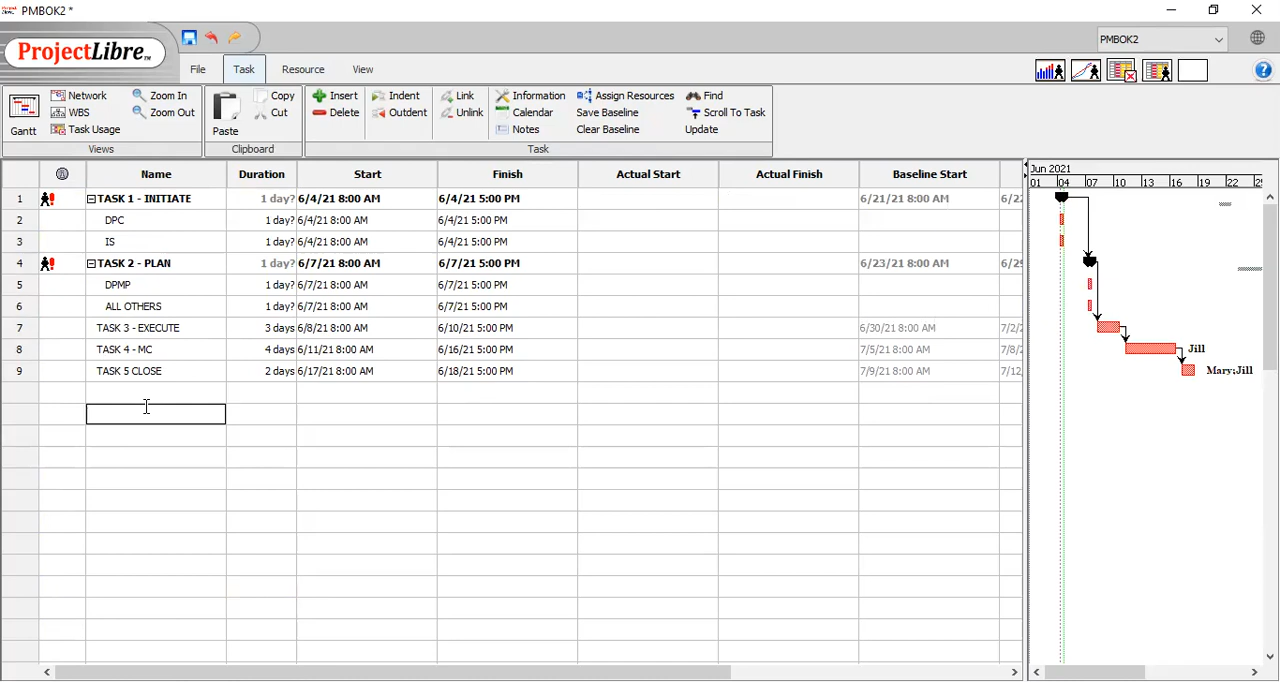 PMBOK2 *
ProjectLibre™
PMBOK2
File Task Resource View
Gantt
Network
WBS
Task Usage
Zoom In
Zoom Out
Views
Paste
Copy
Cut
Clipboard
Insert
Delete
Indent
Outdent
Link
Unlink
Information
Calendar
Notes
Assign Resources
Save Baseline
Clear Baseline
Find
Scroll To Task
Update
Task
Name Duration Start Finish Actual Start Actual Finish Baseline Start
1 TASK 1 - INITIATE 1 day? 6/4/21 8:00 AM 6/4/21 5:00 PM 6/21/21 8:00 AM 6/22
2 DPC 1 day? 6/4/21 8:00 AM 6/4/21 5:00 PM
3 IS 1 day? 6/4/21 8:00 AM 6/4/21 5:00 PM
4 TASK 2 - PLAN 1 day? 6/7/21 8:00 AM 6/7/21 5:00 PM 6/23/21 8:00 AM 6/29
5 DPMP 1 day? 6/7/21 8:00 AM 6/7/21 5:00 PM
6 ALL OTHERS 1 day? 6/7/21 8:00 AM 6/7/21 5:00 PM
7 TASK 3 - EXECUTE 3 days 6/8/21 8:00 AM 6/10/21 5:00 PM 6/30/21 8:00 AM 7/2/2
8 TASK 4 - MC 4 days 6/11/21 8:00 AM 6/16/21 5:00 PM 7/5/21 8:00 AM 7/8/2
9 TASK 5 CLOSE 2 days 6/17/21 8:00 AM 6/18/21 5:00 PM 7/9/21 8:00 AM 7/12/
Jun 2021
01 04 07 10 13 16 19 22
Jill
Mary;Jill